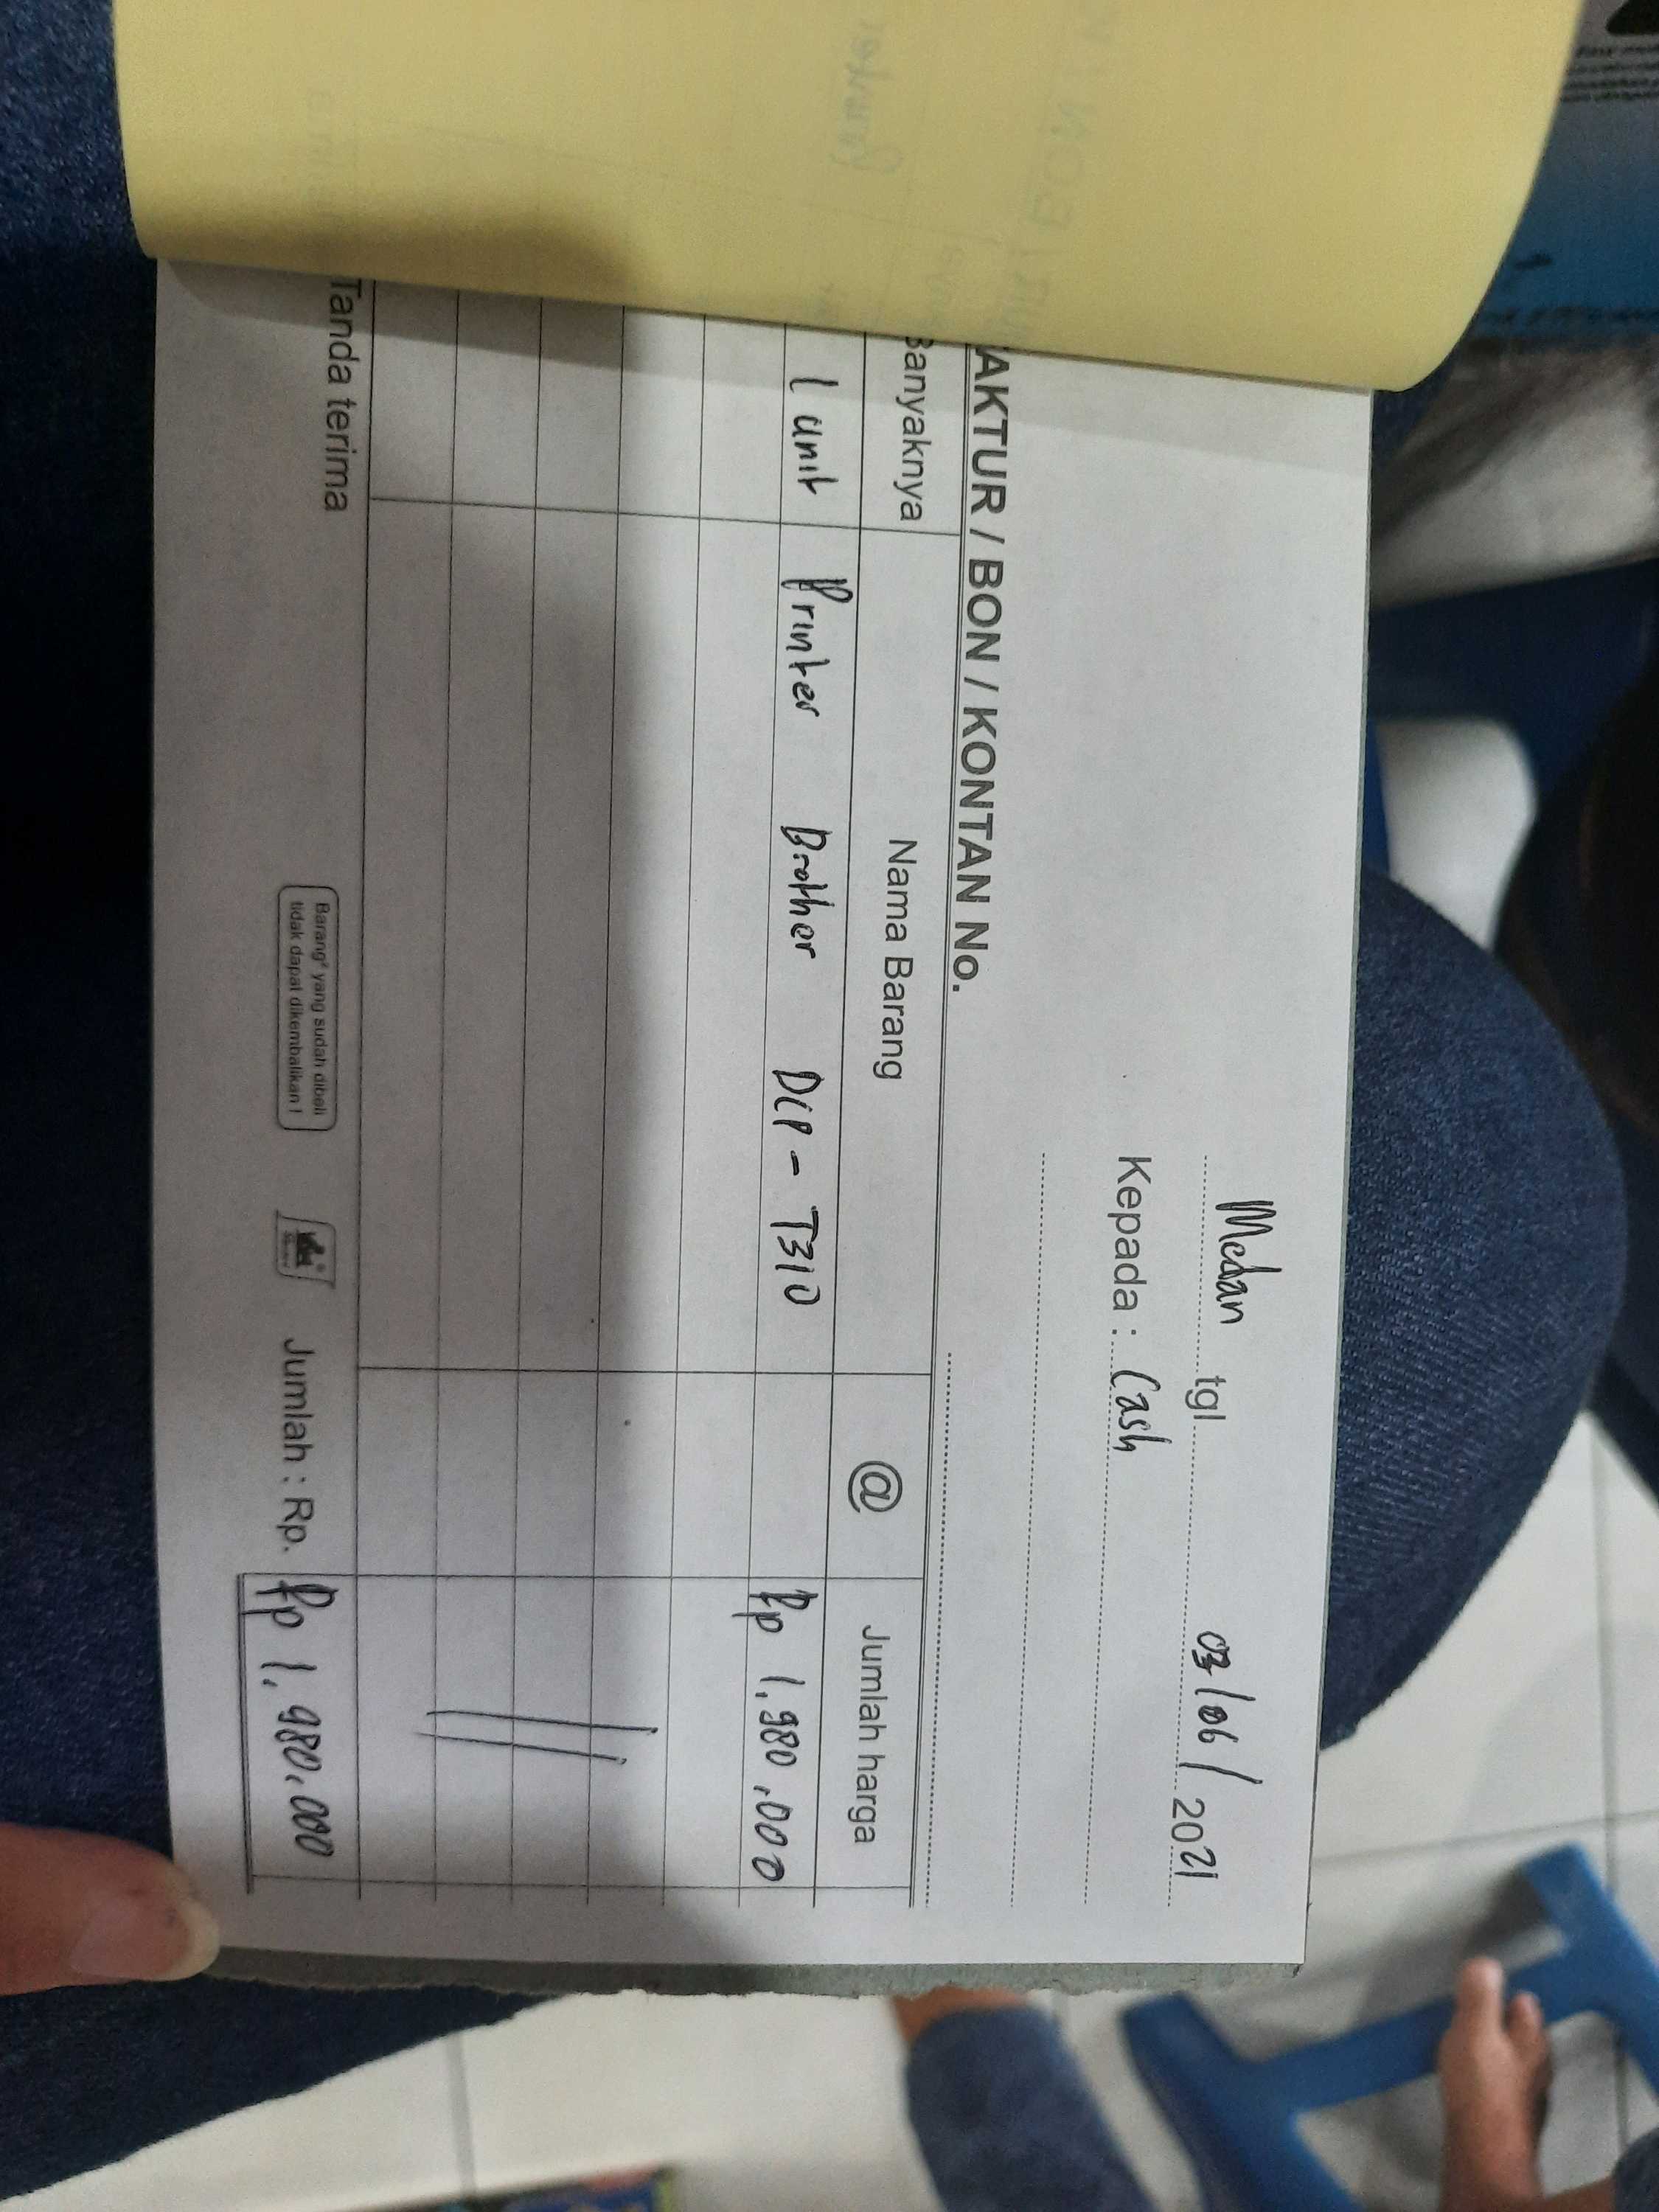 Medan tgl 03/06/2021
Kepada : Cash
FAKTUR / BON / KONTAN No.
Banyaknya Nama Barang @ Jumlah harga
1 unit Printer Brother DCP - T310 Rp 1.980.000
Tanda terima
Barang² yang sudah dibeli
tidak dapat dikembalikan !
Jumlah : Rp. Rp 1.980.000